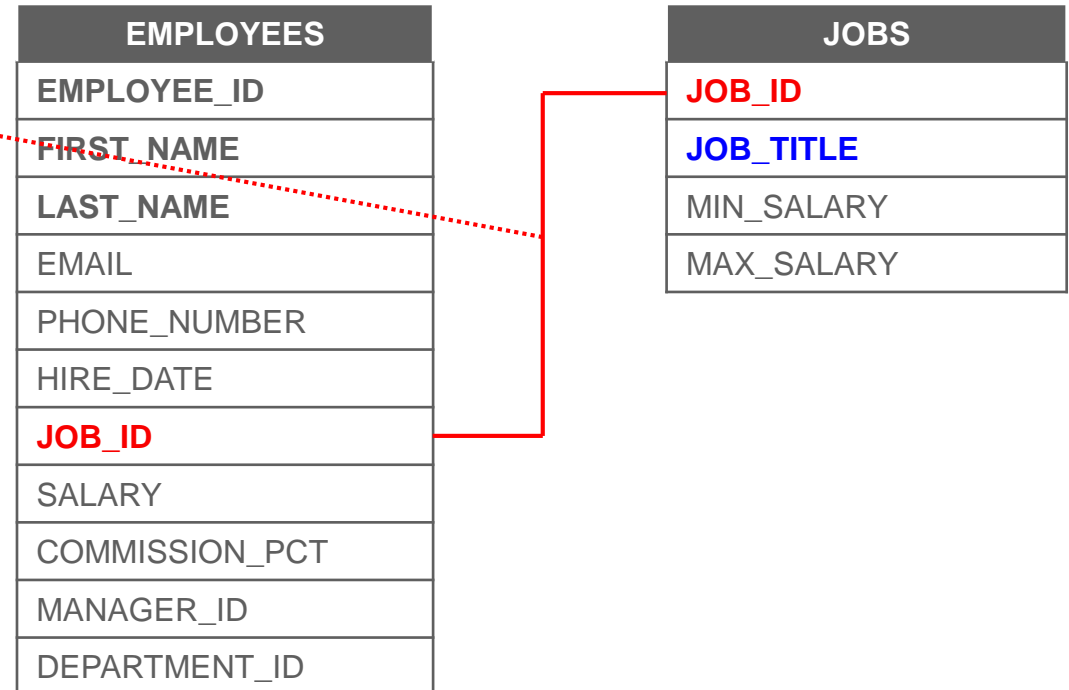 EMPLOYEES
EMPLOYEE_ID
FIRST_NAME
LAST_NAME
EMAIL
PHONE_NUMBER
HIRE_DATE
JOB_ID
SALARY
COMMISSION_PCT
MANAGER_ID
DEPARTMENT_ID
JOBS
JOB_ID
JOB_TITLE
MIN_SALARY
MAX_SALARY